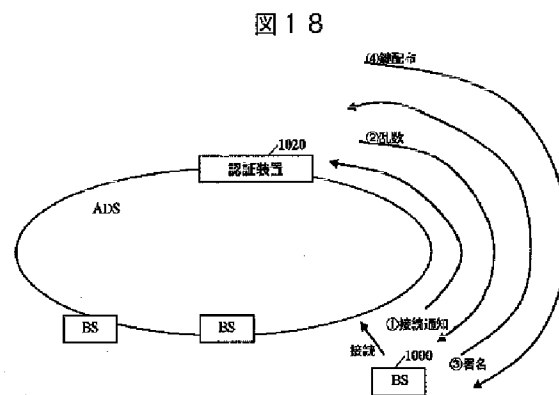 図１８
(4)鍵配布
(2)乱数
1020
認証装置
ADS
BS
BS
①接続通知
接続
1000
③署名
BS